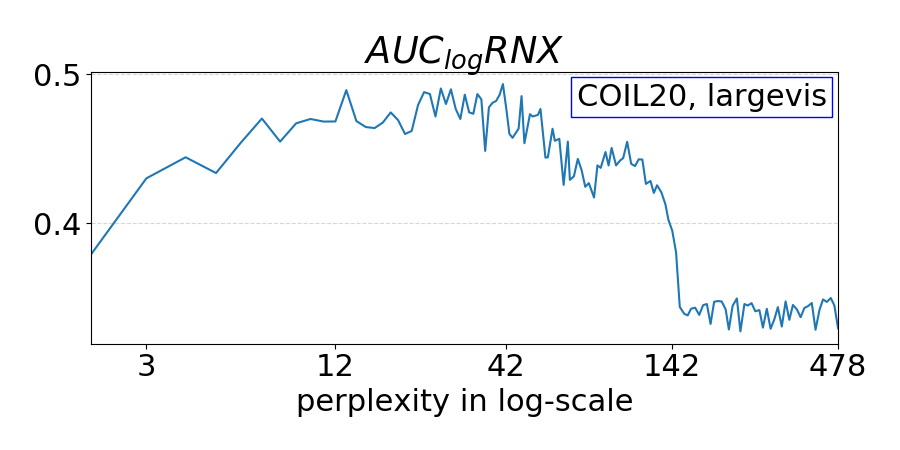 AUC_logRNX
0.5
COIL20, largevis
0.4
3 12 42 142 478
perplexity in log-scale